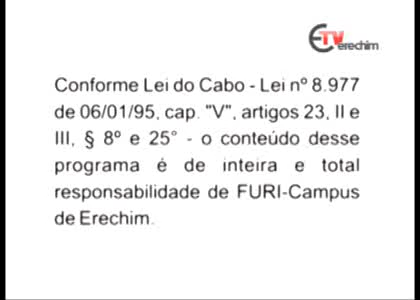 ETV erechim
Conforme Lei do Cabo - Lei nº 8.977
de 06/01/95, cap. "V", artigos 23, II e
III, § 8º e 25° - o conteúdo desse
programa é de inteira e total
responsabilidade de FURI-Campus
de Erechim.